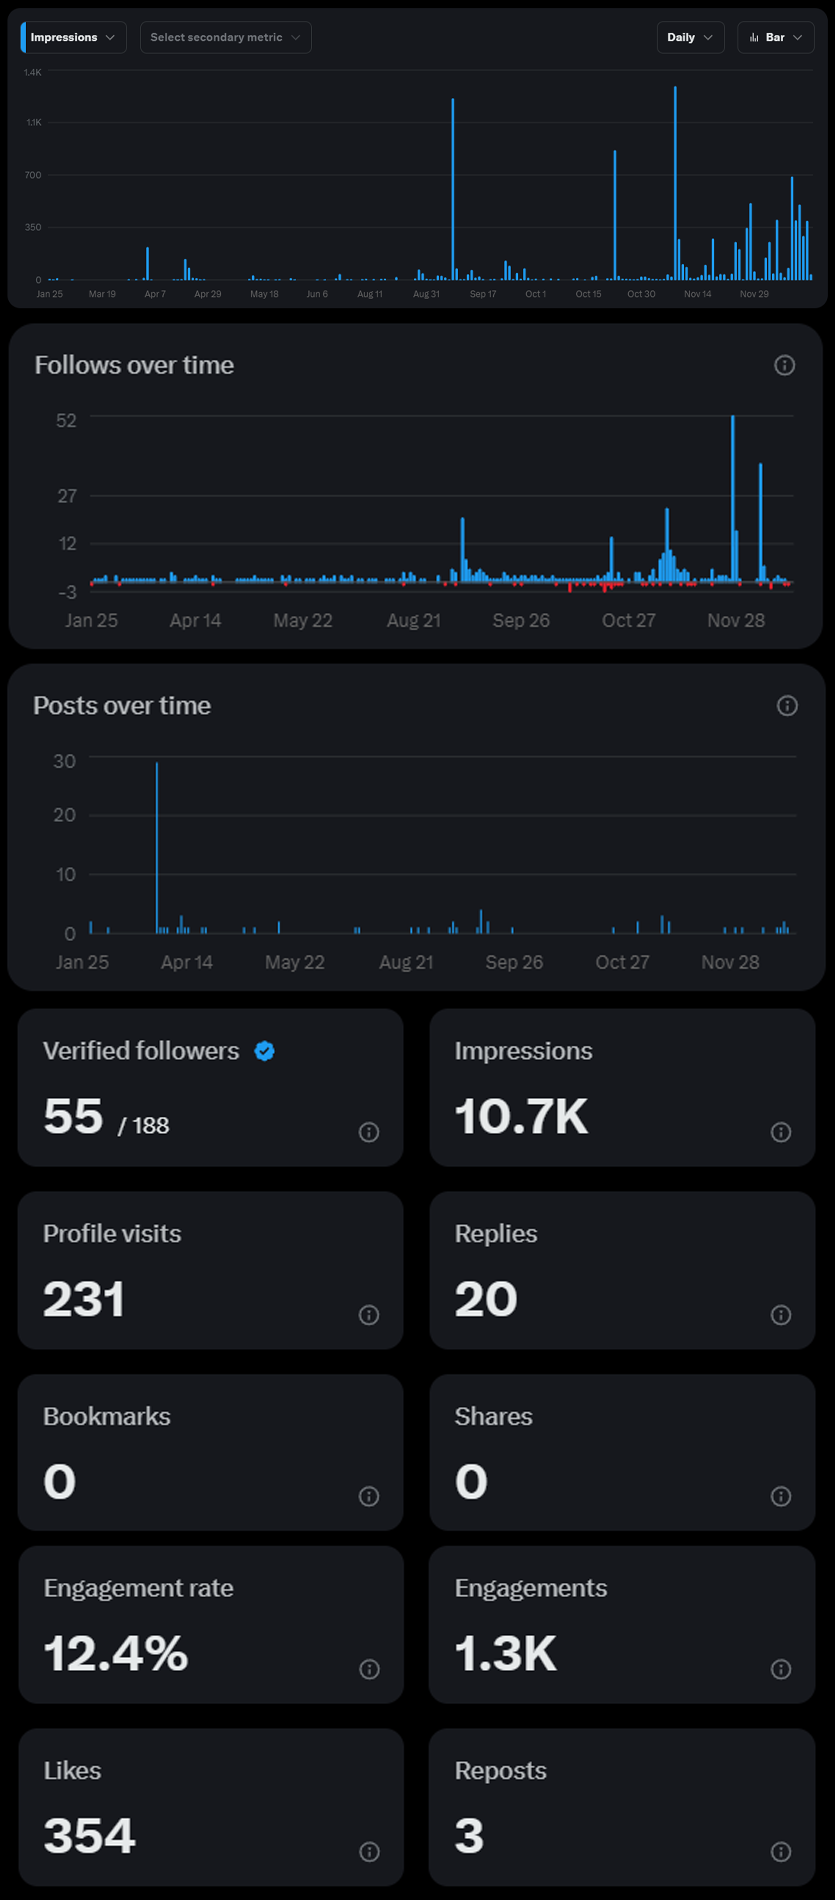 Impressions Select secondary metric Daily Bar
1.4K
1.1K
700
350
0
Jan 25 Mar 19 Apr 7 Apr 29 May 18 Jun 6 Aug 11 Aug 31 Sep 17 Oct 1 Oct 15 Oct 30 Nov 14 Nov 29
Follows over time
52
27
12
-3
Jan 25 Apr 14 May 22 Aug 21 Sep 26 Oct 27 Nov 28
Posts over time
30
20
10
0
Jan 25 Apr 14 May 22 Aug 21 Sep 26 Oct 27 Nov 28
Verified followers
55 / 188
Impressions
10.7K
Profile visits
231
Replies
20
Bookmarks
0
Shares
0
Engagement rate
12.4%
Engagements
1.3K
Likes
354
Reposts
3